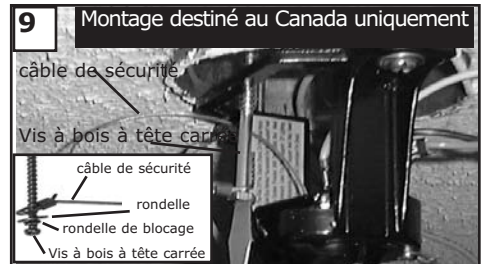 9
Montage destiné au Canada uniquement
câble de sécurité
Vis à bois à tête carrée
câble de sécurité
rondelle
rondelle de blocage
Vis à bois à tête carrée